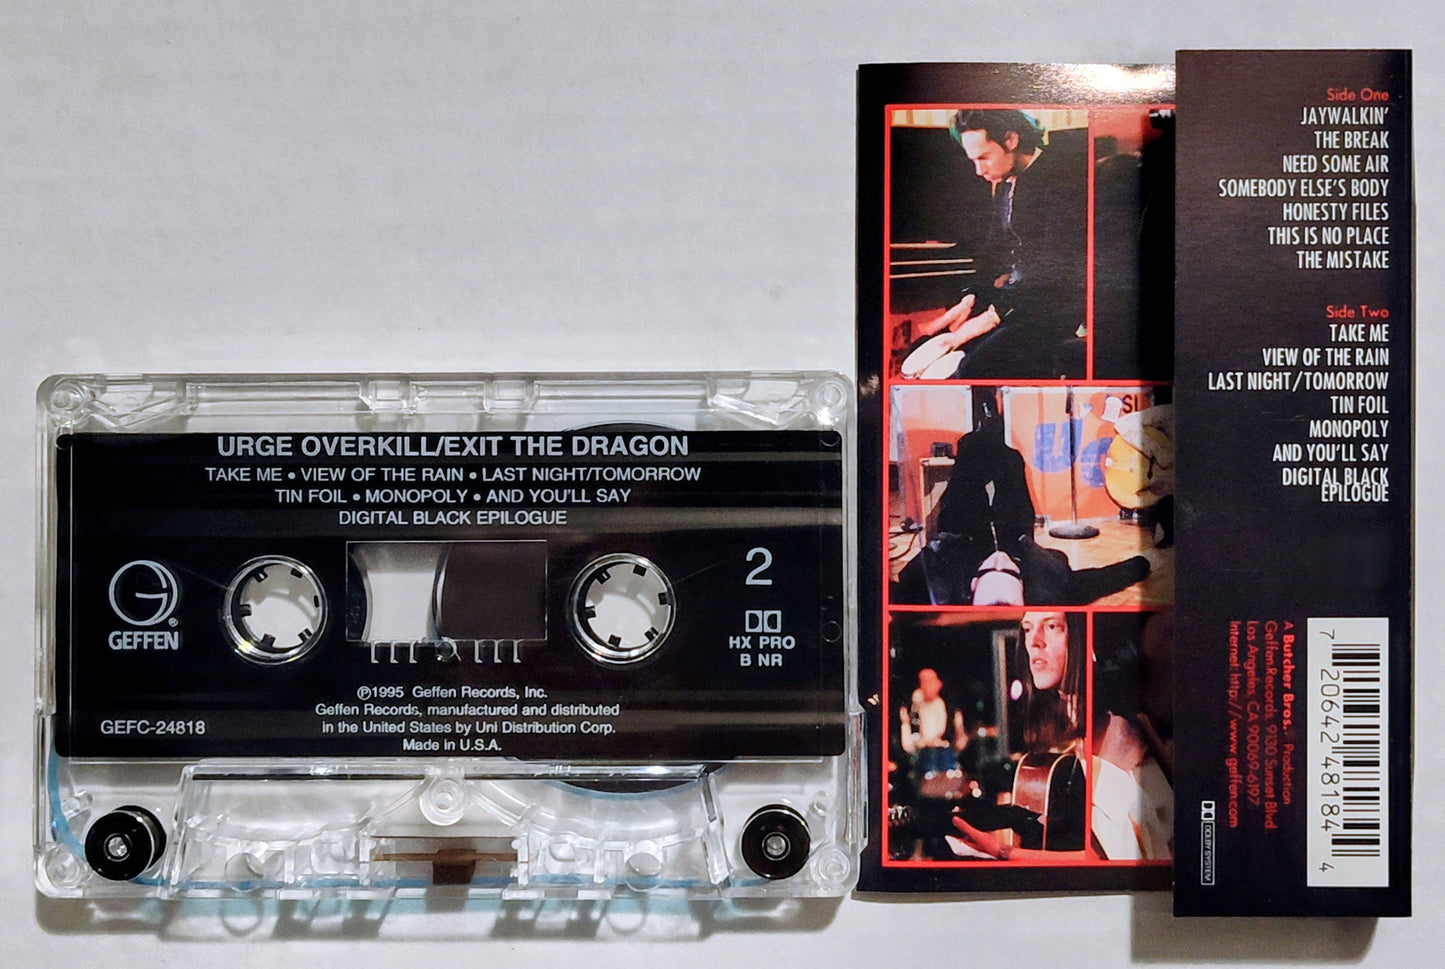 URGE OVERKILL/EXIT THE DRAGON
TAKE ME • VIEW OF THE RAIN • LAST NIGHT/TOMORROW
TIN FOIL • MONOPOLY • AND YOU'LL SAY
DIGITAL BLACK EPILOGUE
GEFFEN®
2
HX PRO
B NR
℗1995 Geffen Records, Inc.
Geffen Records, manufactured and distributed
in the United States by Uni Distribution Corp.
Made in U.S.A.
GEFC-24818
Side One
JAYWALKIN'
THE BREAK
NEED SOME AIR
SOMEBODY ELSE'S BODY
HONESTY FILES
THIS IS NO PLACE
THE MISTAKE
Side Two
TAKE ME
VIEW OF THE RAIN
LAST NIGHT/TOMORROW
TIN FOIL
MONOPOLY
AND YOU'LL SAY
DIGITAL BLACK
EPILOGUE
A Butcher Bros. Production
Geffen Records, 9130 Sunset Blvd
Los Angeles, CA 90069-6197
Internet: http://www.geffen.com
DOLBY SYSTEM
7 20642 48184 4